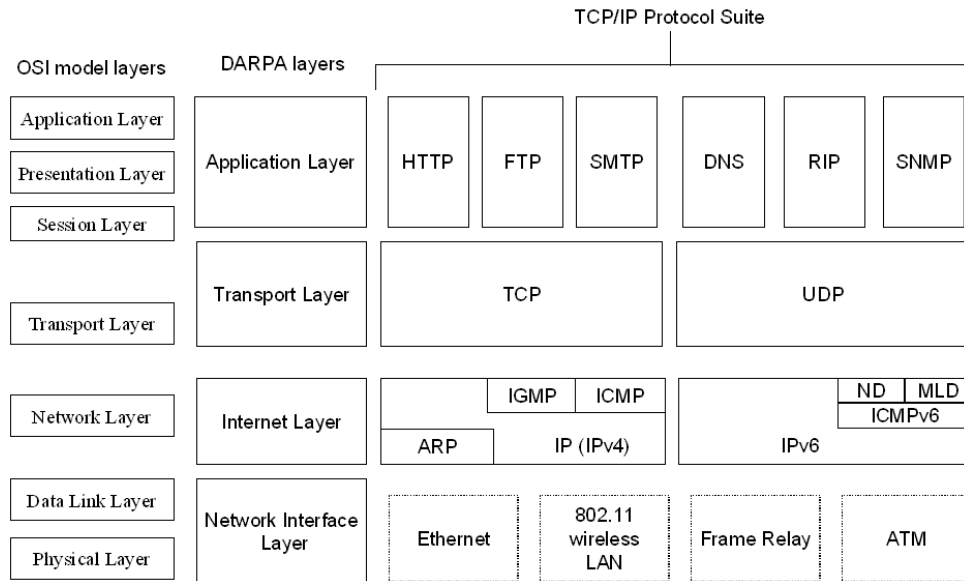 TCP/IP Protocol Suite
OSI model layers
DARPA layers
Application Layer
Presentation Layer
Session Layer
Application Layer
HTTP
FTP
SMTP
DNS
RIP
SNMP
Transport Layer
Transport Layer
TCP
UDP
Network Layer
Internet Layer
IGMP
ICMP
ARP
IP (IPv4)
ND
MLD
ICMPv6
IPv6
Data Link Layer
Physical Layer
Network Interface
Layer
Ethernet
802.11
wireless
LAN
Frame Relay
ATM